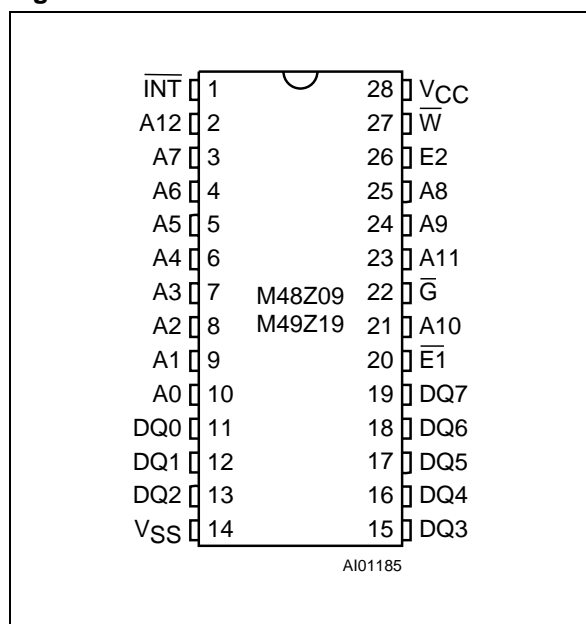 I̅N̅T̅ 1 28 VCC
A12 2 27 W̅
A7 3 26 E2
A6 4 25 A8
A5 5 24 A9
A4 6 23 A11
A3 7 M48Z09 22 G̅
A2 8 M49Z19 21 A10
A1 9 20 E̅1̅
A0 10 19 DQ7
DQ0 11 18 DQ6
DQ1 12 17 DQ5
DQ2 13 16 DQ4
VSS 14 15 DQ3
AI01185